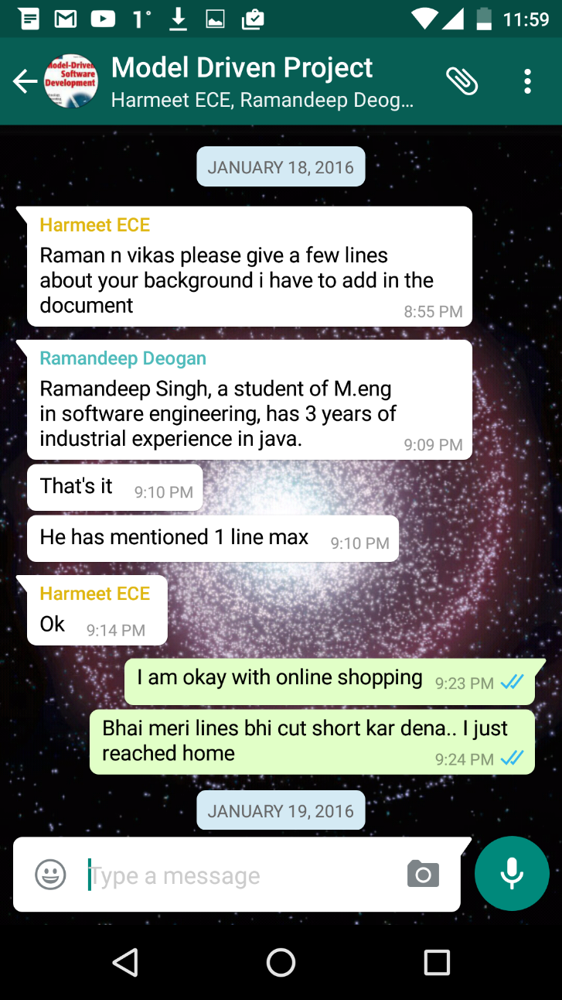 1°
11:59
Model-Driven
Software
Development
Model Driven Project
Harmeet ECE, Ramandeep Deog...
JANUARY 18, 2016
Harmeet ECE
Raman n vikas please give a few lines
about your background i have to add in the
document
8:55 PM
Ramandeep Deogan
Ramandeep Singh, a student of M.eng
in software engineering, has 3 years of
industrial experience in java.
9:09 PM
That's it 9:10 PM
He has mentioned 1 line max 9:10 PM
Harmeet ECE
Ok 9:14 PM
I am okay with online shopping 9:23 PM
Bhai meri lines bhi cut short kar dena.. I just
reached home
9:24 PM
JANUARY 19, 2016
Type a message